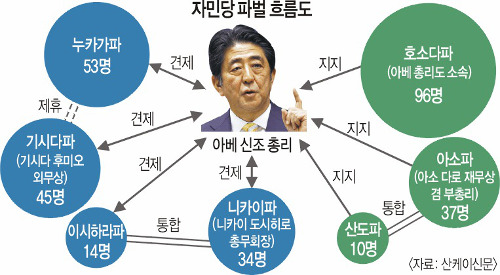 자민당 파벌 흐름도
누카가파
53명
견제
지지
호소다파
(아베 총리도 소속)
96명
제휴
기시다파
(기시다 후미오
외무상)
45명
견제
아베 신조 총리
지지
아소파
(아소 다로 재무상
겸 부총리)
37명
견제
견제
지지
이시하라파
14명
통합
니카이파
(니카이 도시히로
총무회장)
34명
산도파
10명
통합
〈자료: 산케이신문〉